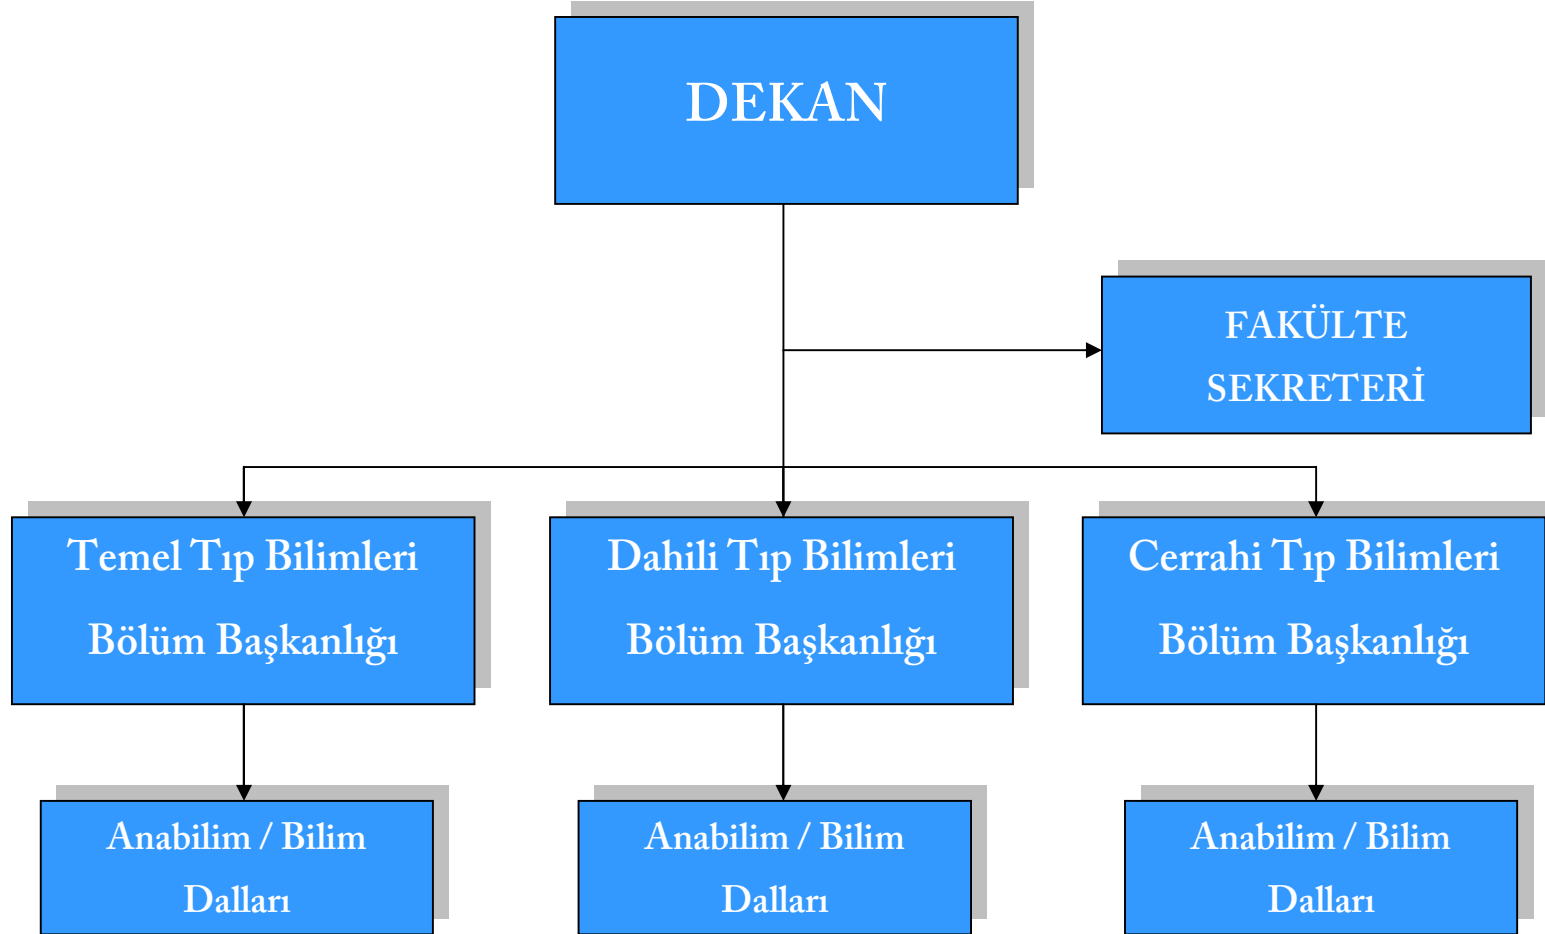 DEKAN
FAKÜLTE
SEKRETERİ
Temel Tıp Bilimleri
Bölüm Başkanlığı
Dahili Tıp Bilimleri
Bölüm Başkanlığı
Cerrahi Tıp Bilimleri
Bölüm Başkanlığı
Anabilim / Bilim
Dalları
Anabilim / Bilim
Dalları
Anabilim / Bilim
Dalları